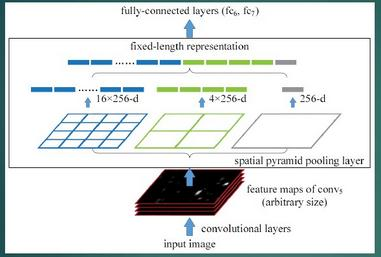 fully-connected layers (fc₆, fc₇)
fixed-length representation
......
......
16×256-d
4×256-d
256-d
spatial pyramid pooling layer
feature maps of conv₅
(arbitrary size)
convolutional layers
input image